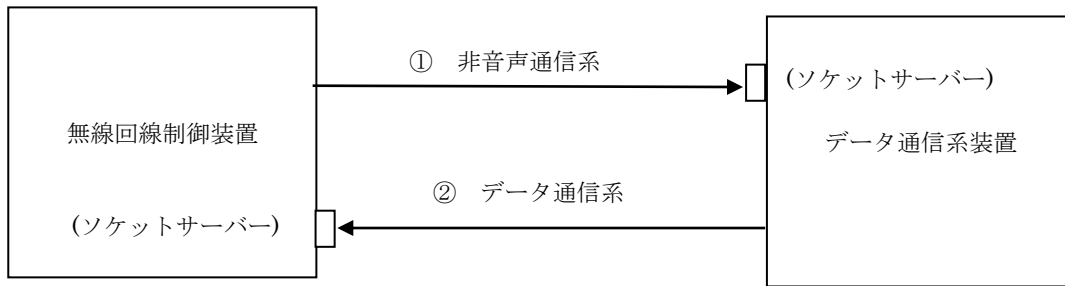 ① 非音声通信系
(ソケットサーバー)
無線回線制御装置
データ通信系装置
② データ通信系
(ソケットサーバー)